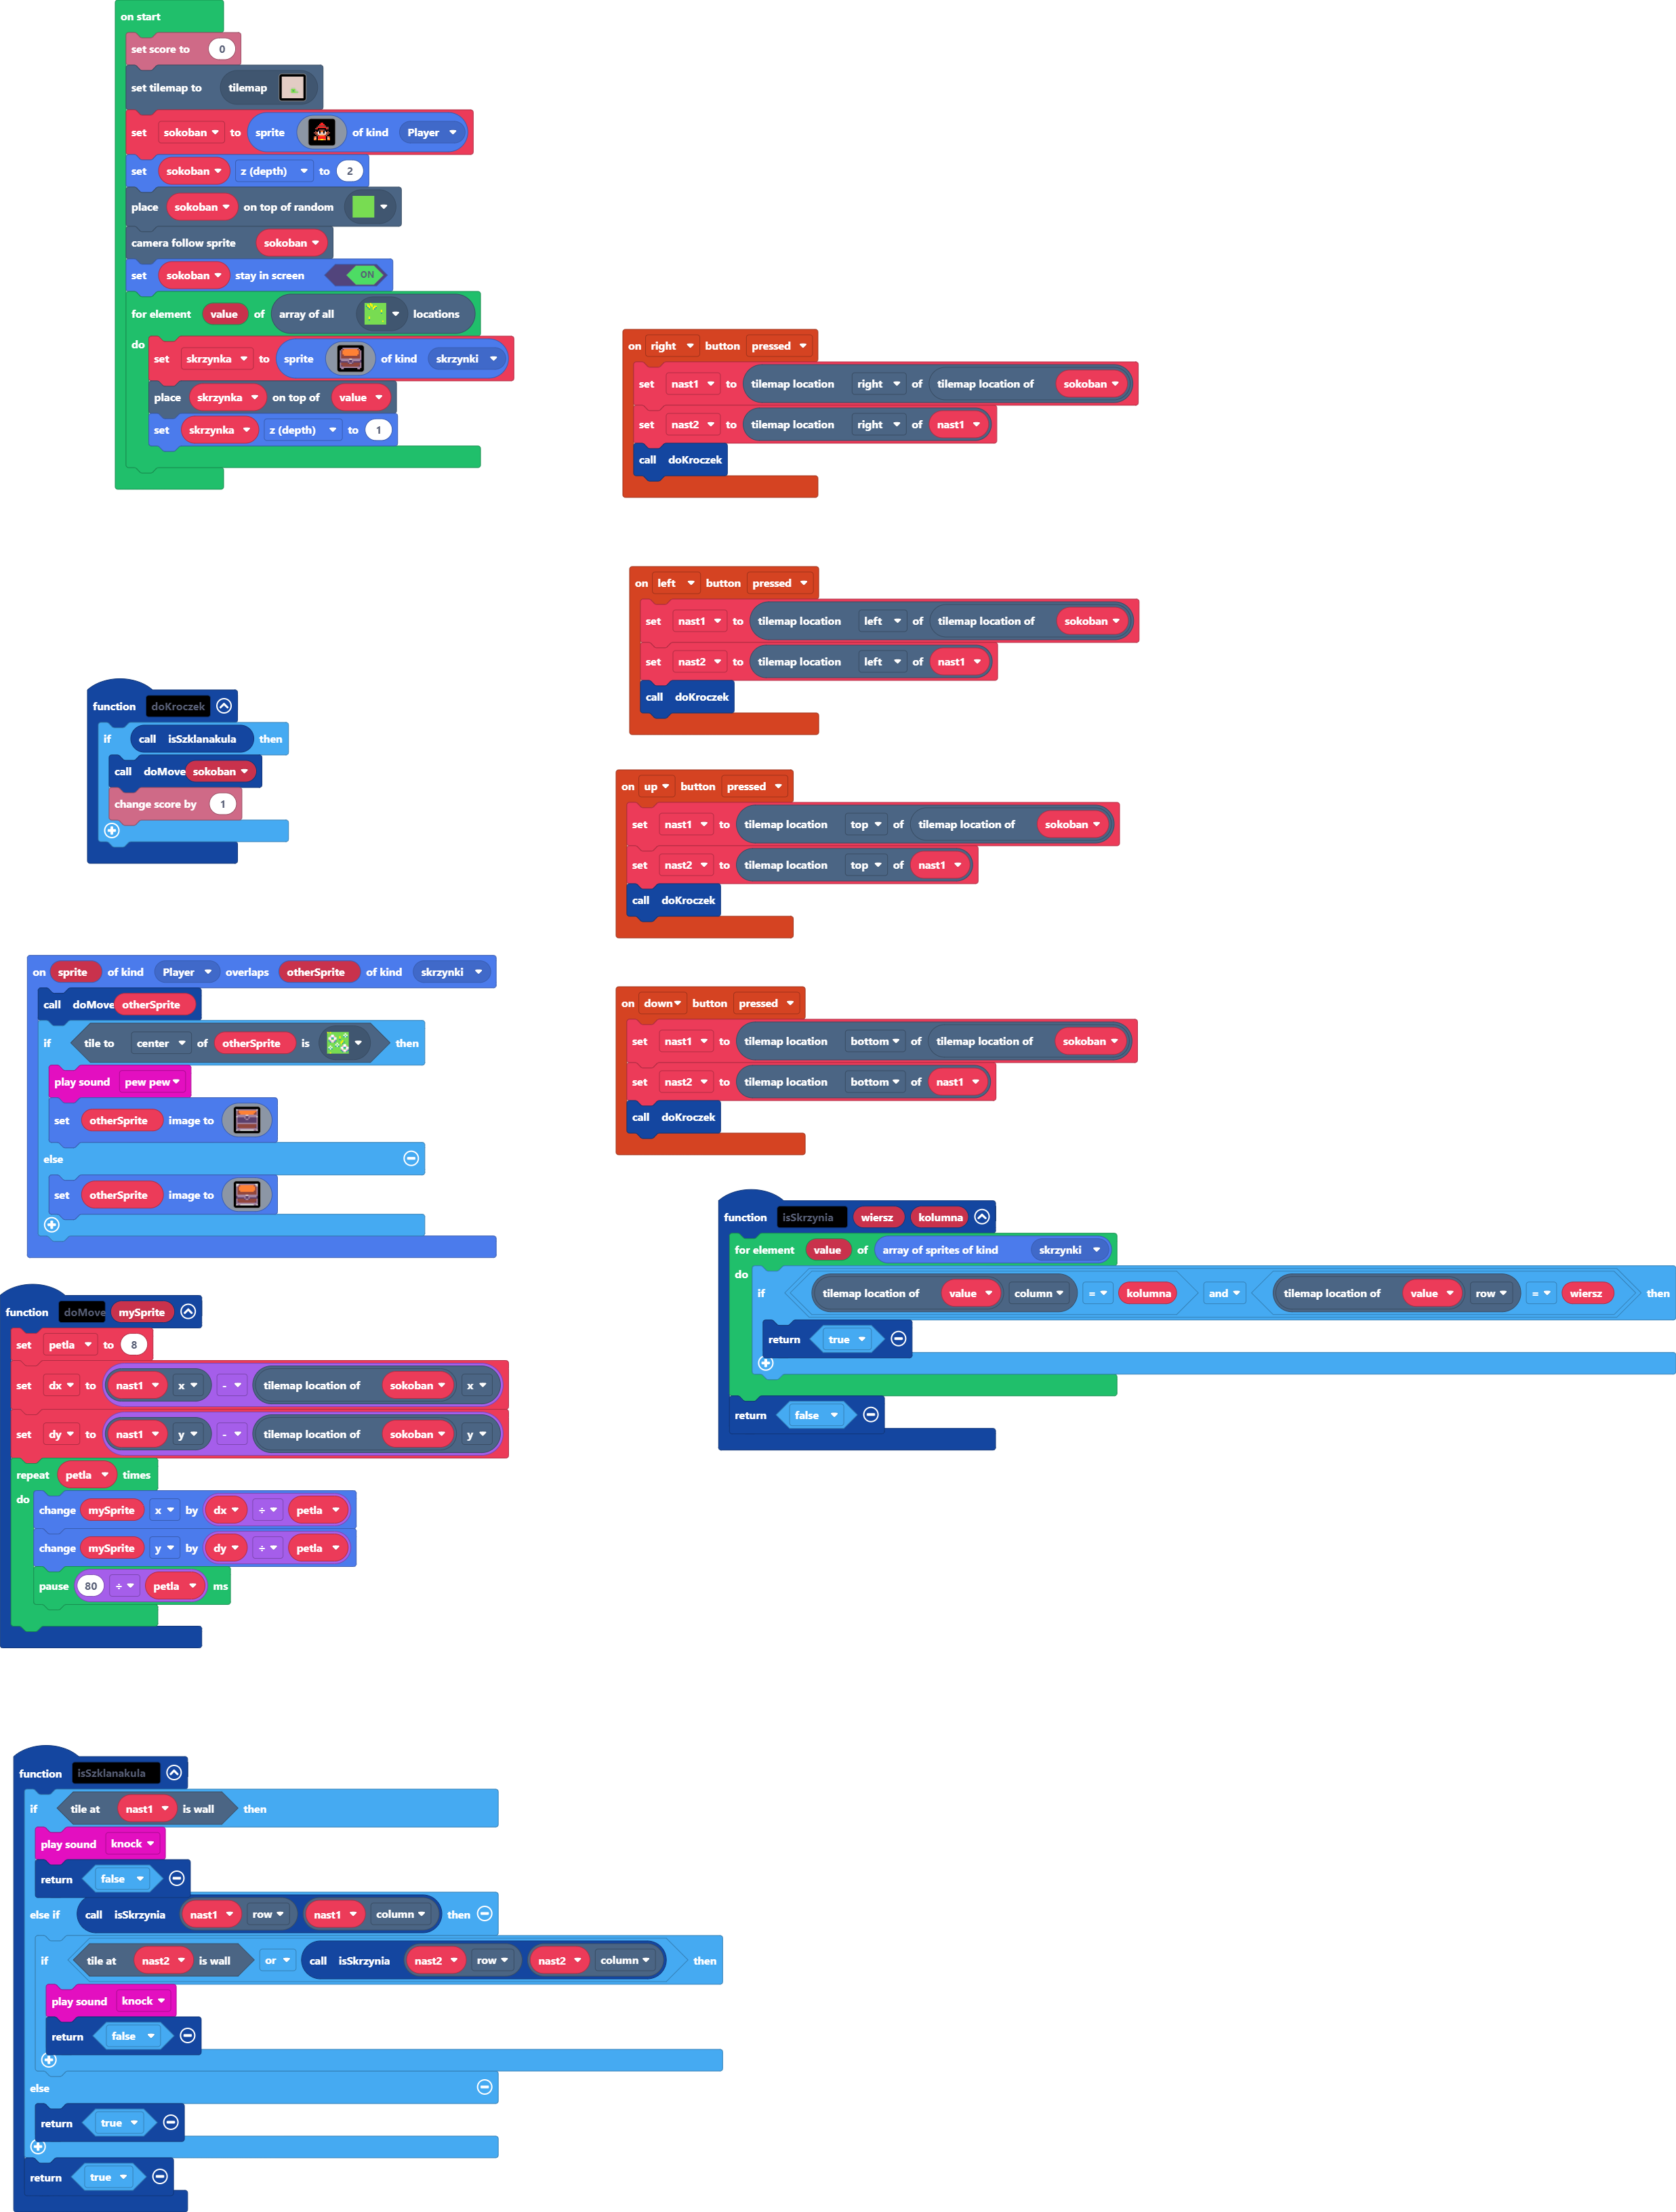 on start
set score to 0
set tilemap to tilemap
set sokoban to sprite of kind Player
set sokoban z (depth) to 2
place sokoban on top of random
camera follow sprite sokoban
set sokoban stay in screen ON
for element value of array of all locations
do
set skrzynka to sprite of kind skrzynki
place skrzynka on top of value
set skrzynka z (depth) to 1
on right button pressed
set nast1 to tilemap location right of tilemap location of sokoban
set nast2 to tilemap location right of nast1
call doKroczek
on left button pressed
set nast1 to tilemap location left of tilemap location of sokoban
set nast2 to tilemap location left of nast1
call doKroczek
function doKroczek
if call isSzklanakula then
call doMove sokoban
change score by 1
on up button pressed
set nast1 to tilemap location top of tilemap location of sokoban
set nast2 to tilemap location top of nast1
call doKroczek
on sprite of kind Player overlaps otherSprite of kind skrzynki
call doMove otherSprite
if tile to center of otherSprite is then
play sound pew pew
set otherSprite image to
else
set otherSprite image to
on down button pressed
set nast1 to tilemap location bottom of tilemap location of sokoban
set nast2 to tilemap location bottom of nast1
call doKroczek
function isSkrzynia wiersz kolumna
for element value of array of sprites of kind skrzynki
do
if tilemap location of value column = kolumna and tilemap location of value row = wiersz then
return true
return false
function doMove mySprite
set petla to 8
set dx to nast1 x - tilemap location of sokoban x
set dy to nast1 y - tilemap location of sokoban y
repeat petla times
do
change mySprite x by dx ÷ petla
change mySprite y by dy ÷ petla
pause 80 ÷ petla ms
function isSzklanakula
if tile at nast1 is wall then
play sound knock
return false
else if call isSkrzynia nast1 row nast1 column then
if tile at nast2 is wall or call isSkrzynia nast2 row nast2 column then
play sound knock
return false
else
return true
return true